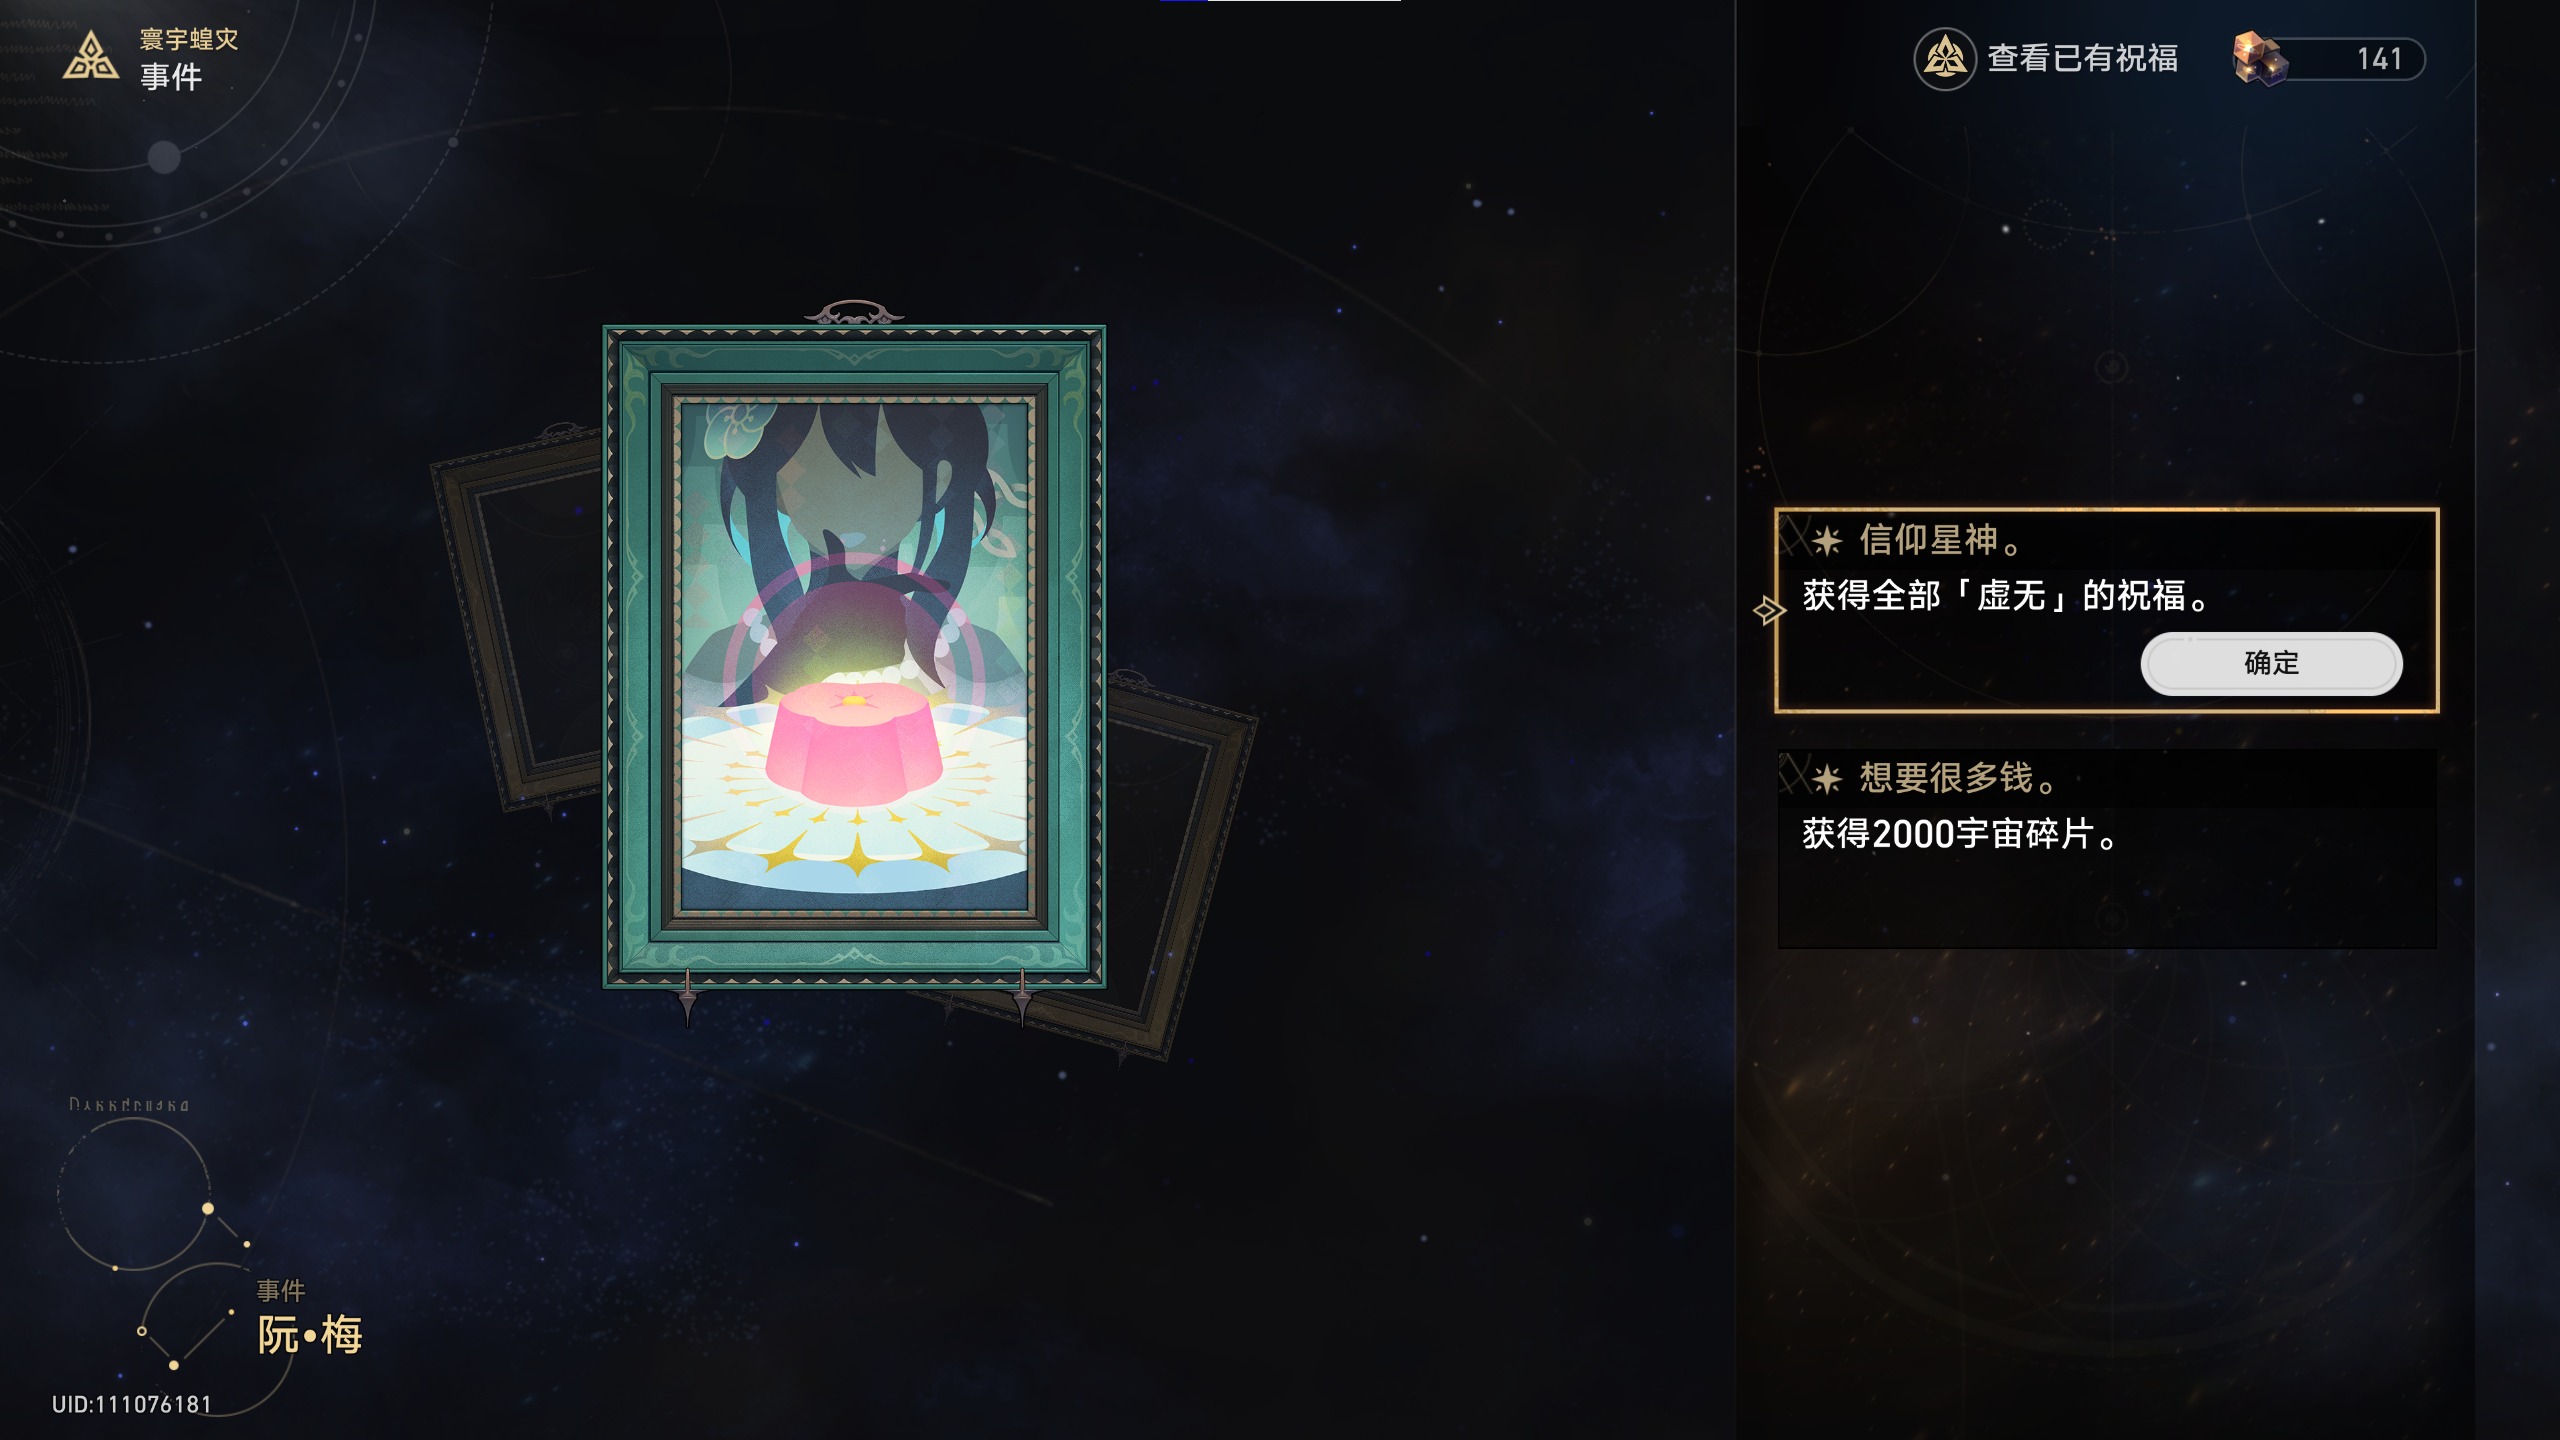 寰宇蝗灾
事件
查看已有祝福
141
信仰星神。
获得全部「虚无」的祝福。
确定
想要很多钱。
获得2000宇宙碎片。
事件
阮•梅
UID:111076181